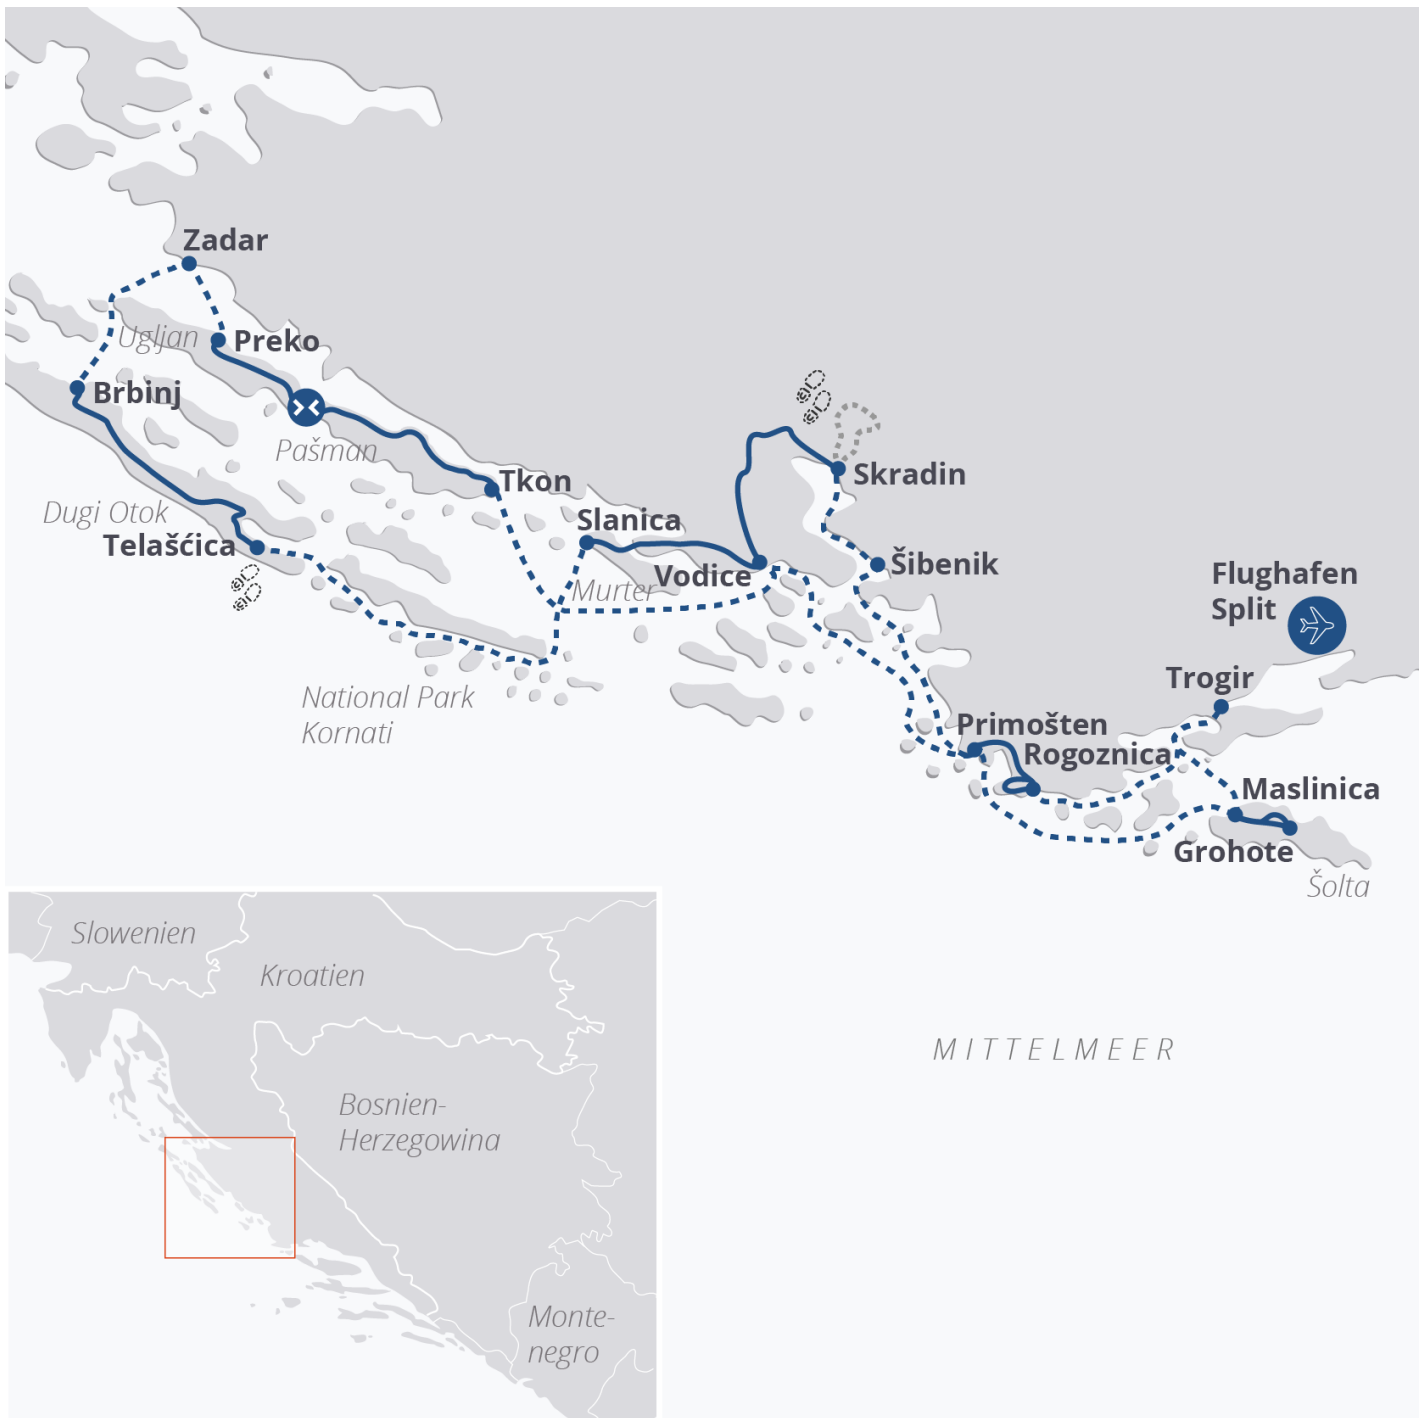 Zadar
Ugljan
Preko
Brbinj
Pašman
Tkon
Skradin
Dugi Otok
Slanica
Telašćica
Vodice
Šibenik
Murter
Flughafen
Split
Trogir
National Park
Kornati
Primošten
Rogoznica
Maslinica
Grohote
Šolta
Slowenien
Kroatien
MITTELMEER
Bosnien-
Herzegowina
Monte-
negro